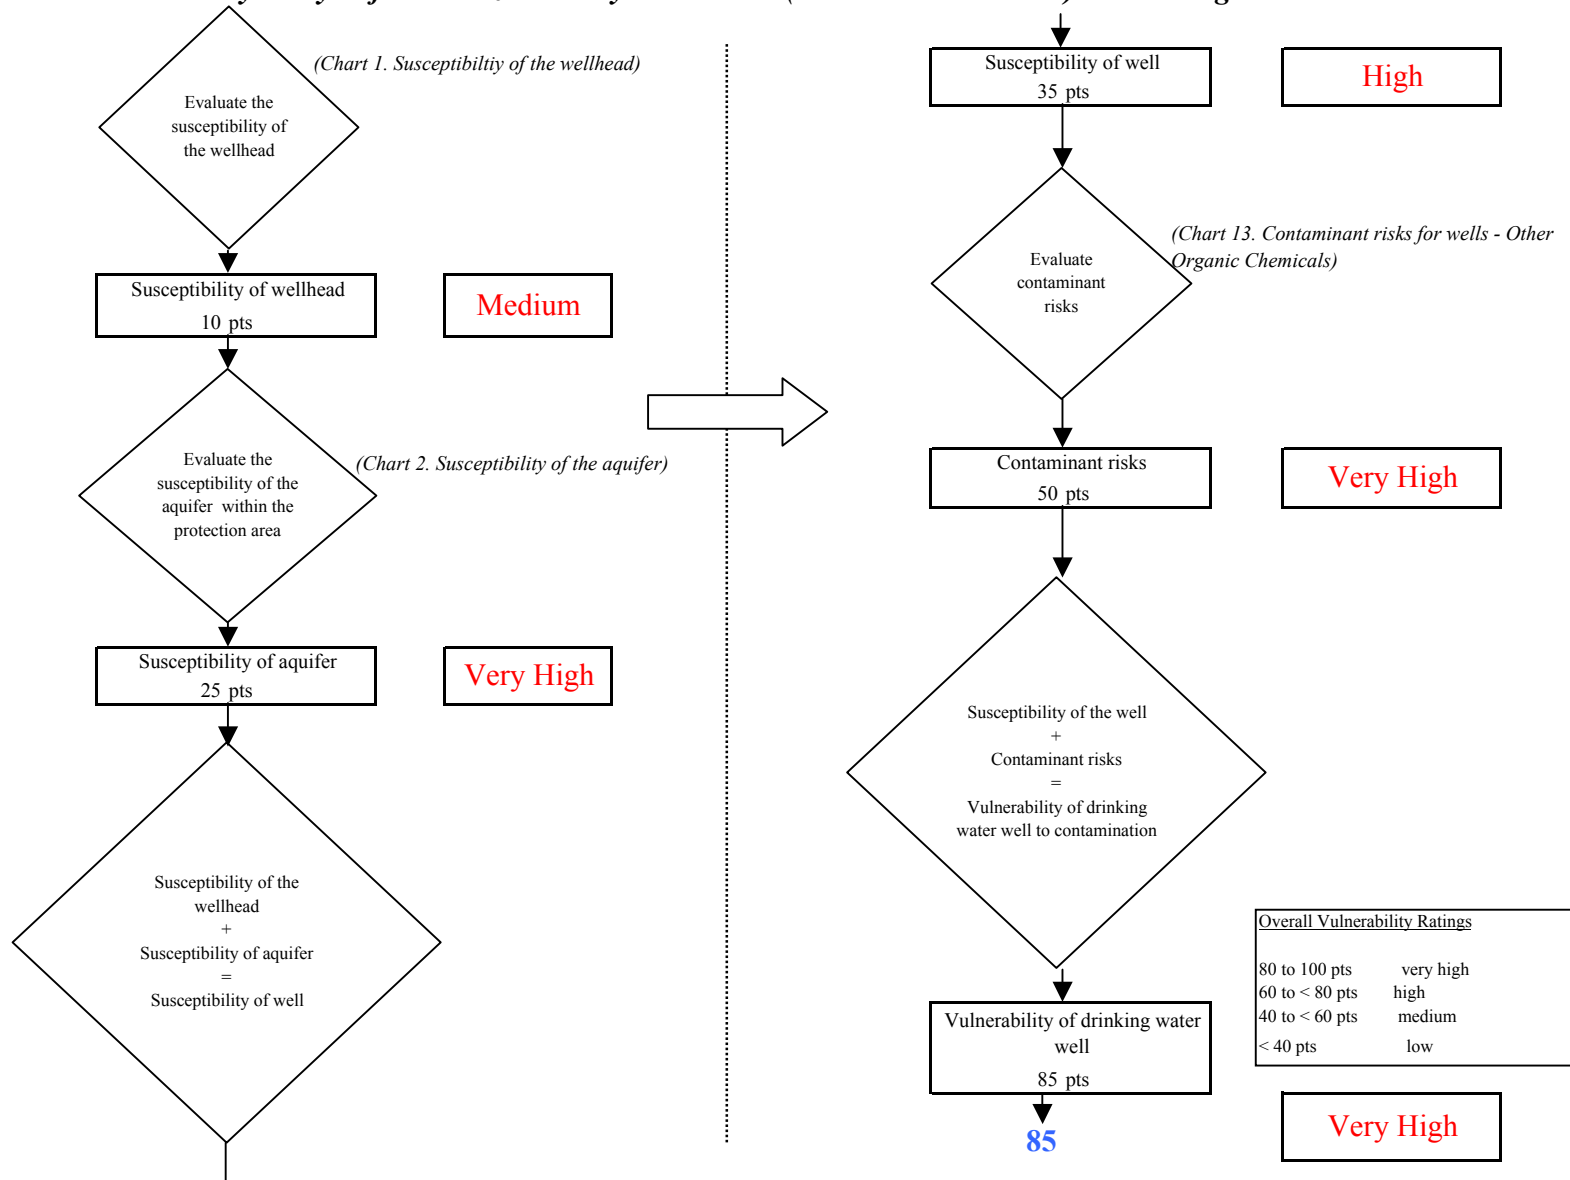 (Chart 1. Susceptibiltiy of the wellhead)
Evaluate the
susceptibility of
the wellhead
Susceptibility of wellhead
10 pts
Medium
Evaluate the
susceptibility of the
aquifer within the
protection area
(Chart 2. Susceptibility of the aquifer)
Susceptibility of aquifer
25 pts
Very High
Susceptibility of the
wellhead
+
Susceptibility of aquifer
=
Susceptibility of well
Susceptibility of well
35 pts
High
Evaluate
contaminant
risks
(Chart 13. Contaminant risks for wells - Other
Organic Chemicals)
Contaminant risks
50 pts
Very High
Susceptibility of the well
+
Contaminant risks
=
Vulnerability of drinking
water well to contamination
Vulnerability of drinking water
well
85 pts
85
Overall Vulnerability Ratings
80 to 100 pts very high
60 to < 80 pts high
40 to < 60 pts medium
< 40 pts low
Very High